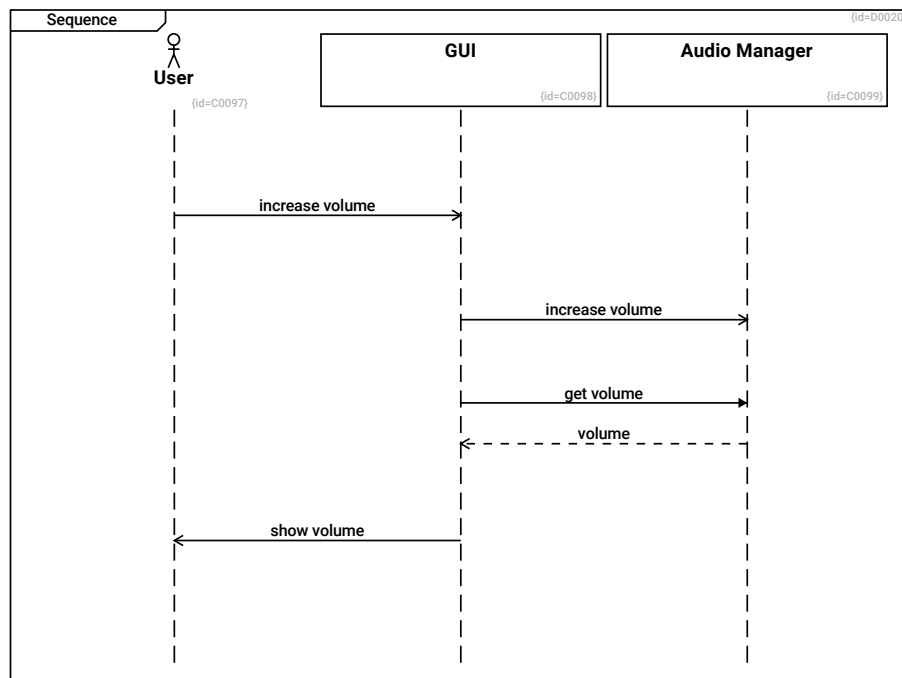 Sequence
{id=D0020
User
GUI
Audio Manager
{id=C0097}
{id=C0098}
{id=C0099}
increase volume
increase volume
get volume
volume
show volume